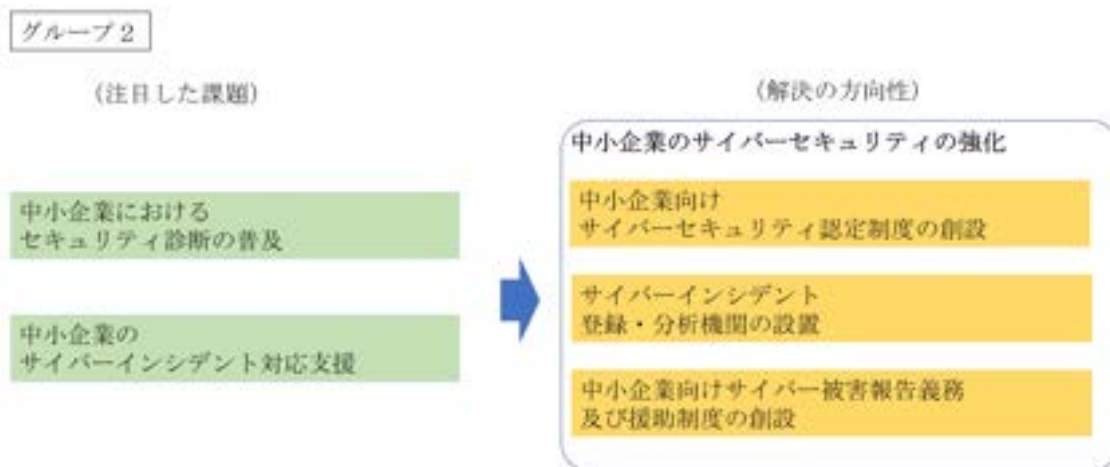 グループ2
(注目した課題)
(解決の方向性)
中小企業における
セキュリティ診断の普及
中小企業の
サイバーインシデント対応支援
中小企業のサイバーセキュリティの強化
中小企業向け
サイバーセキュリティ認定制度の創設
サイバーインシデント
登録・分析機関の設置
中小企業向けサイバー被害報告義務
及び援助制度の創設